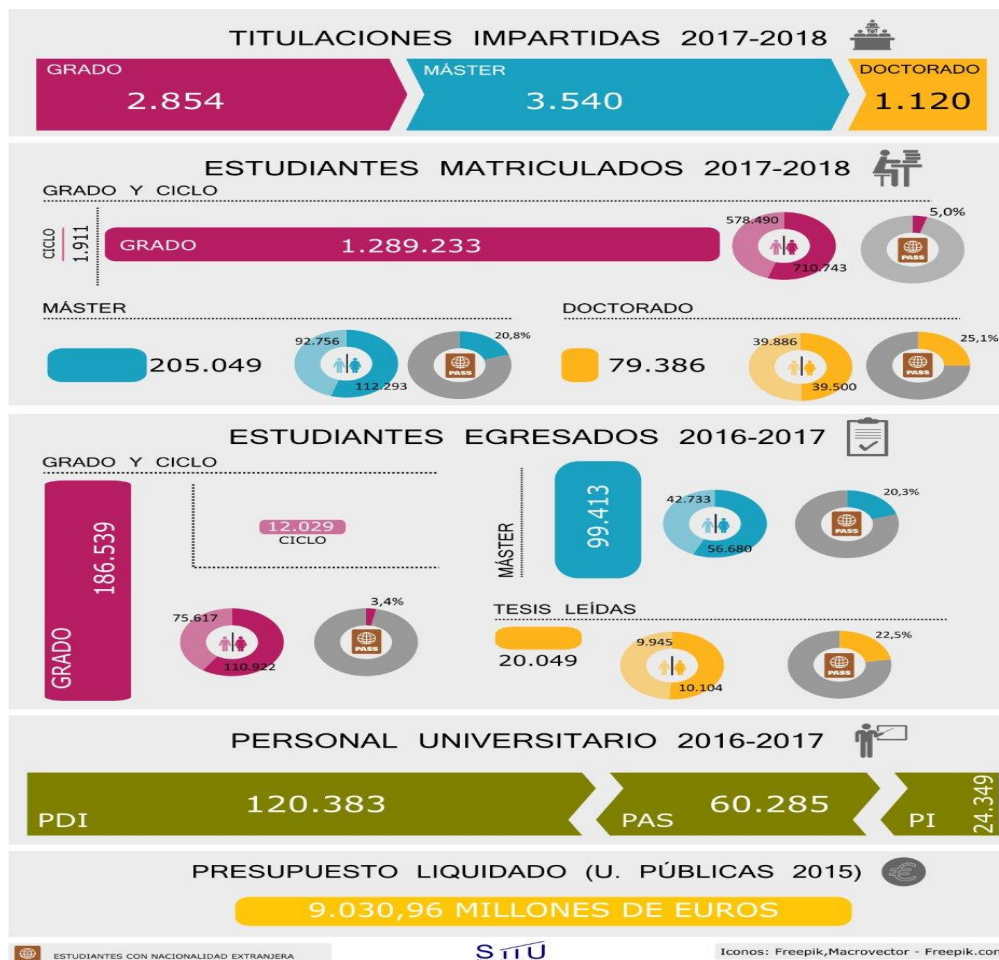 TITULACIONES IMPARTIDAS 2017-2018
GRADO
2.854
MÁSTER
3.540
DOCTORADO
1.120
ESTUDIANTES MATRICULADOS 2017-2018
GRADO Y CICLO
CICLO
1.911
GRADO 1.289.233
578.490
710.743
5,0%
PASS
MÁSTER
205.049
92.756
112.293
20,8%
PASS
DOCTORADO
79.386
39.886
39.500
25,1%
PASS
ESTUDIANTES EGRESADOS 2016-2017
GRADO Y CICLO
GRADO 186.539
12.029
CICLO
75.617
110.922
3,4%
PASS
MÁSTER
99.413
42.733
56.680
20,3%
PASS
TESIS LEÍDAS
20.049
9.945
10.104
22,5%
PASS
PERSONAL UNIVERSITARIO 2016-2017
PDI 120.383
PAS 60.285
PI 24.349
PRESUPUESTO LIQUIDADO (U. PÚBLICAS 2015)
9.030,96 MILLONES DE EUROS
ESTUDIANTES CON NACIONALIDAD EXTRANJERA
SIIU
Iconos: Freepik,Macrovector - Freepik.com